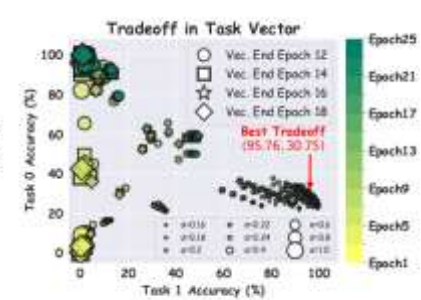 Tradeoff in Task Vector
Vec. End Epoch 12
Vec. End Epoch 14
Vec. End Epoch 16
Vec. End Epoch 18
Best Tradeoff
(95.76, 30.75)
Task 0 Accuracy (%)
100
80
60
40
20
0
0 20 40 60 80 100
Task 1 Accuracy (%)
Epoch25
Epoch21
Epoch17
Epoch13
Epoch9
Epoch5
Epoch1